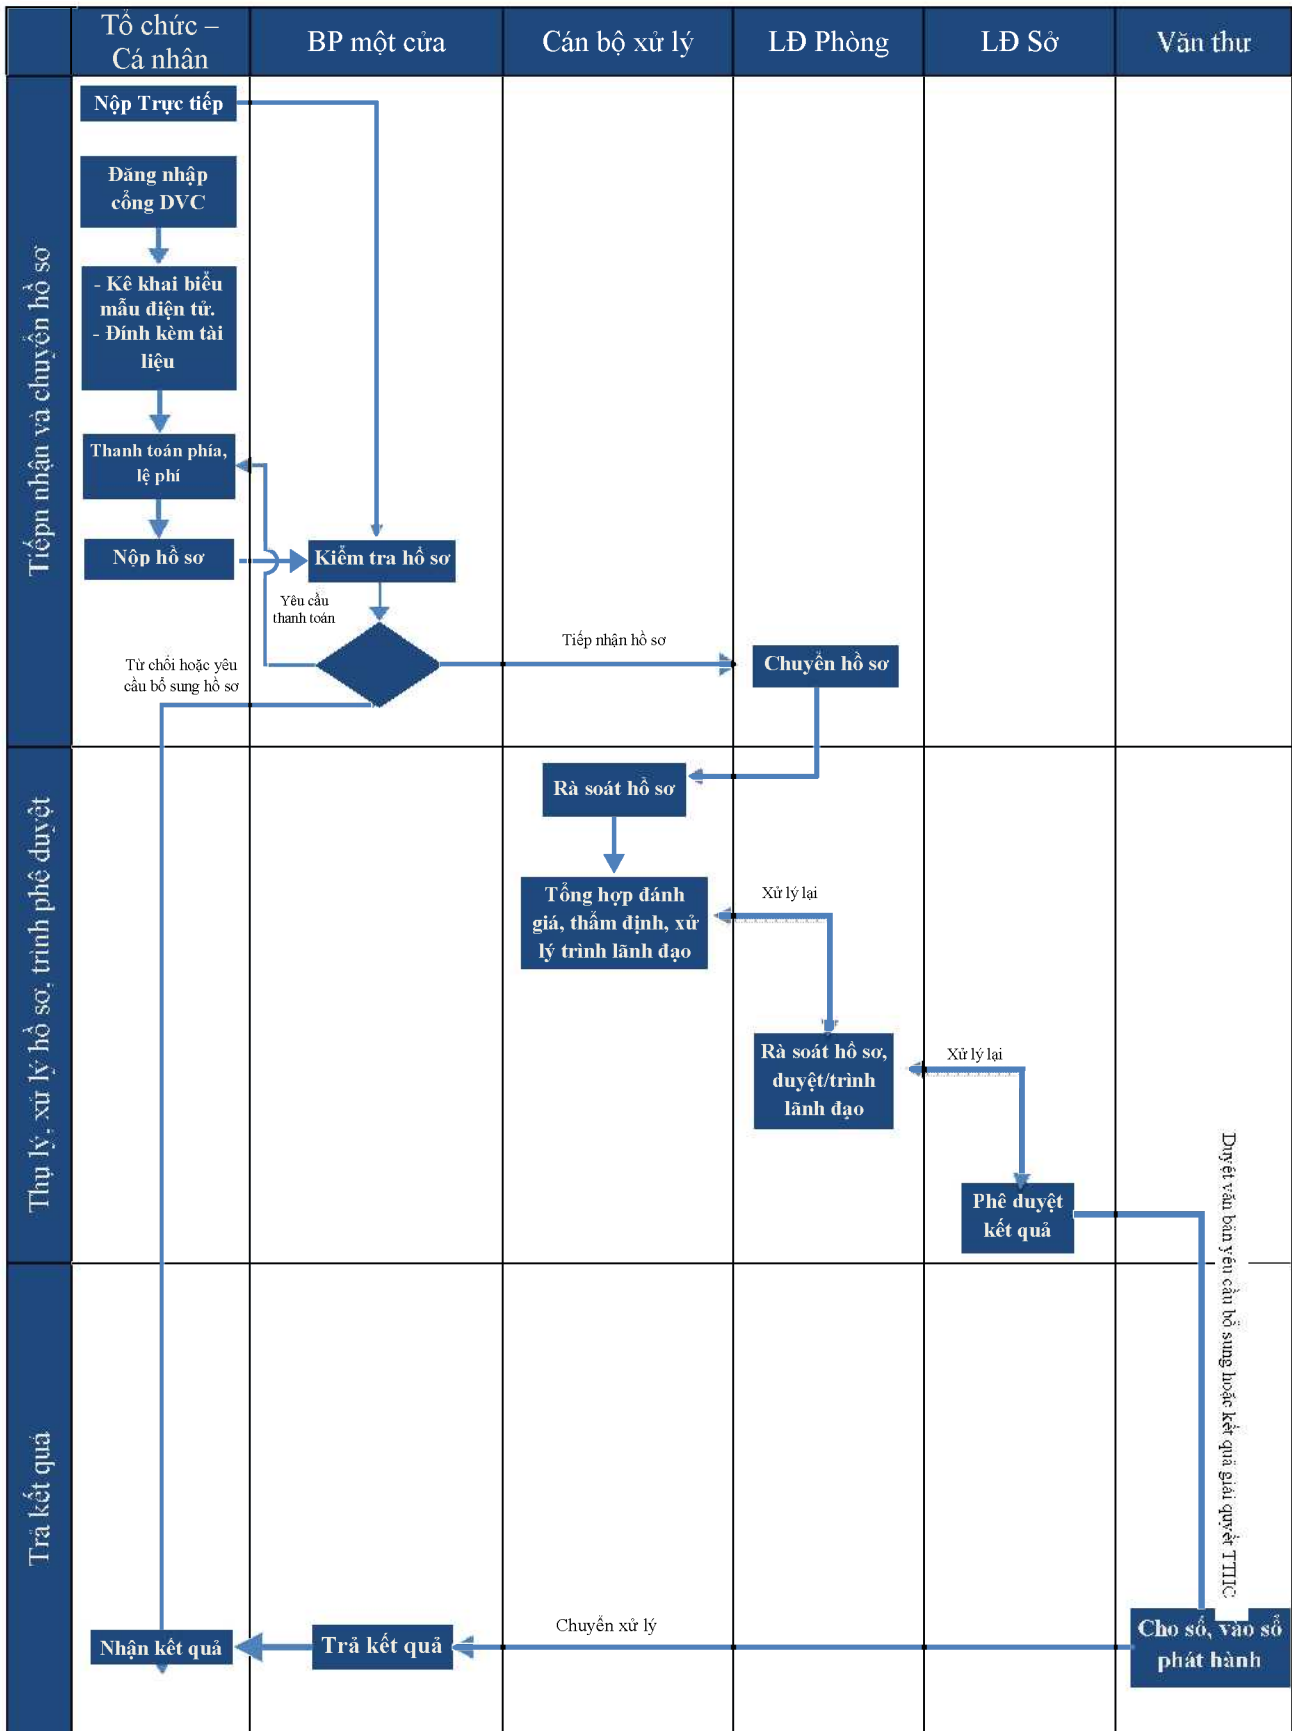 Tổ chức –
Cá nhân
BP một cửa
Cán bộ xử lý
LĐ Phòng
LĐ Sở
Văn thư
Tiếpn nhận và chuyển hồ sơ
Nộp Trực tiếp
Đăng nhập
cổng DVC
- Kê khai biểu
mẫu điện tử.
- Đính kèm tài
liệu
Thanh toán phía,
lệ phí
Nộp hồ sơ
Kiểm tra hồ sơ
Yêu cầu
thanh toán
Tiếp nhận hồ sơ
Chuyển hồ sơ
Từ chối hoặc yêu
cầu bổ sung hồ sơ
Thụ lý, xử lý hồ sơ, trình phê duyệt
Rà soát hồ sơ
Tổng hợp đánh
giá, thẩm định, xử
lý trình lãnh đạo
Xử lý lại
Rà soát hồ sơ,
duyệt/trình
lãnh đạo
Xử lý lại
Phê duyệt
kết quả
Duyệt văn bản yêu cầu bổ sung hoặc kết quả giải quyết TTHC
Trả kết quả
Nhận kết quả
Trả kết quả
Chuyển xử lý
Cho số, vào sổ
phát hành